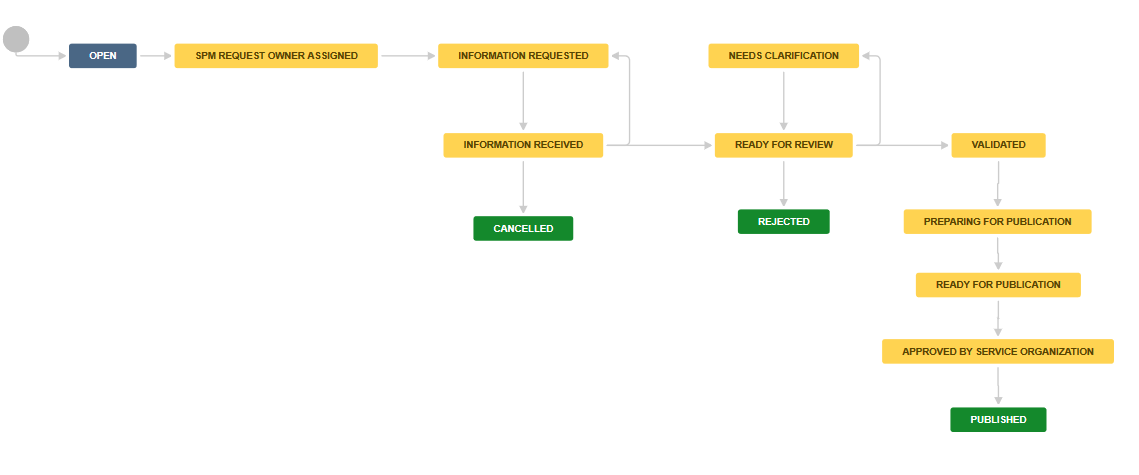 OPEN
SPM REQUEST OWNER ASSIGNED
INFORMATION REQUESTED
NEEDS CLARIFICATION
INFORMATION RECEIVED
READY FOR REVIEW
VALIDATED
CANCELLED
REJECTED
PREPARING FOR PUBLICATION
READY FOR PUBLICATION
APPROVED BY SERVICE ORGANIZATION
PUBLISHED